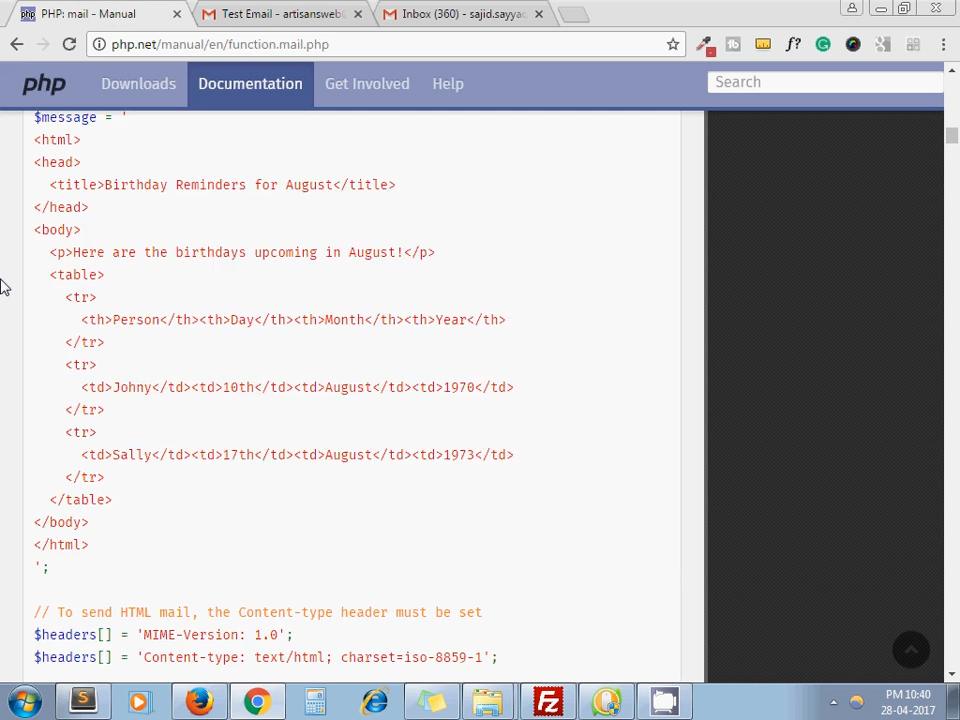 PHP: mail - Manual
Test Email - artisansweb@
Inbox (360) - sajid.sayyad
php.net/manual/en/function.mail.php
f?
php
Downloads
Documentation
Get Involved
Help
Search
$message = '
<html>
<head>
<title>Birthday Reminders for August</title>
</head>
<body>
<p>Here are the birthdays upcoming in August!</p>
<table>
<tr>
<th>Person</th><th>Day</th><th>Month</th><th>Year</th>
</tr>
<tr>
<td>Johny</td><td>10th</td><td>August</td><td>1970</td>
</tr>
<tr>
<td>Sally</td><td>17th</td><td>August</td><td>1973</td>
</tr>
</table>
</body>
</html>
';
// To send HTML mail, the Content-type header must be set
$headers[] = 'MIME-Version: 1.0';
$headers[] = 'Content-type: text/html; charset=iso-8859-1';
PM 10:40
28-04-2017